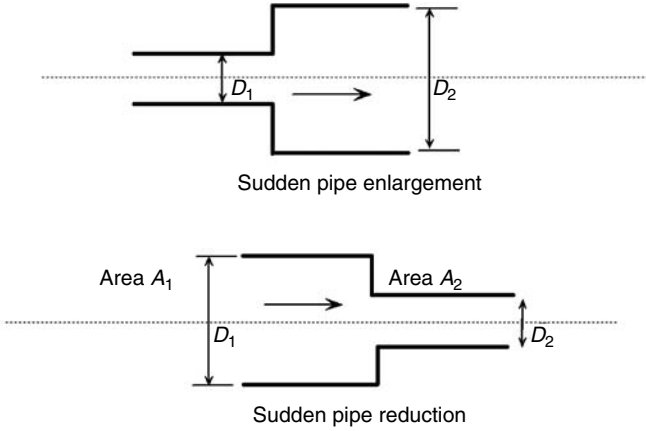 D1
D2
Sudden pipe enlargement
Area A1
Area A2
D1
D2
Sudden pipe reduction